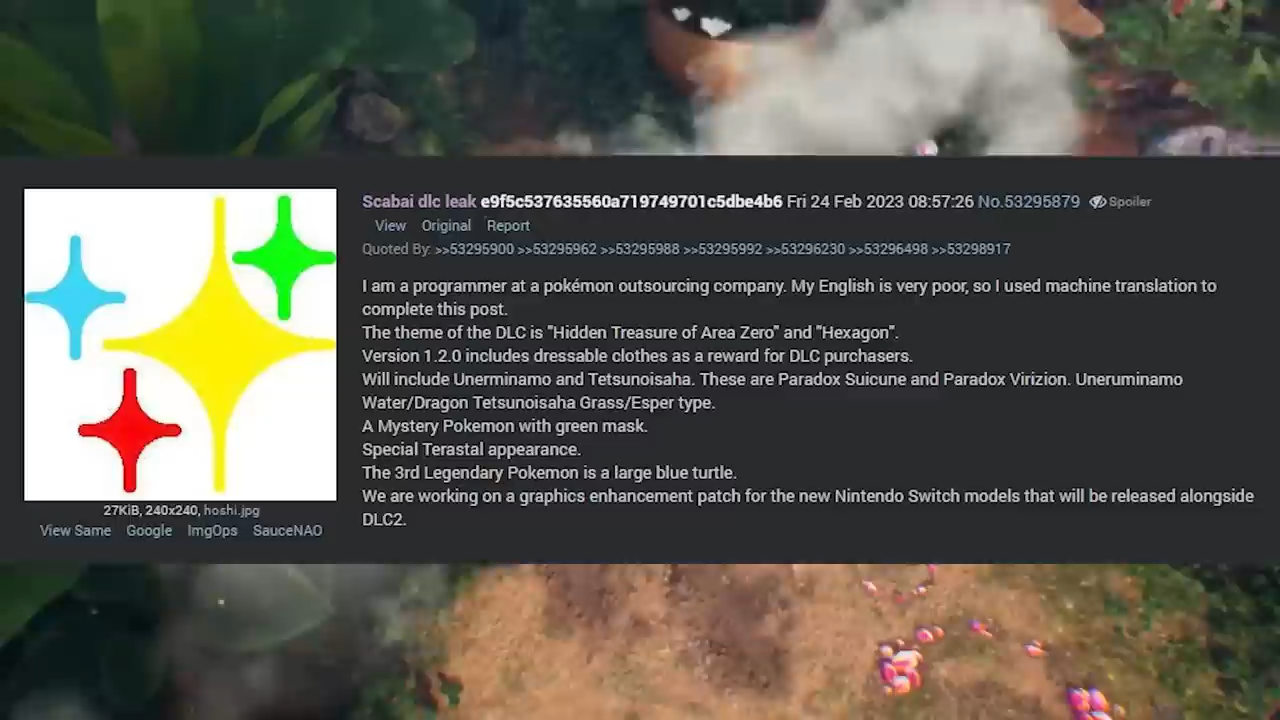 Scabai dlc leak e9f5c537635560a719749701c5dbe4b6 Fri 24 Feb 2023 08:57:26 No.53295879 Spoiler
View Original Report
Quoted By: >>53295900 >>53295962 >>53295988 >>53295992 >>53296230 >>53296498 >>53298917
I am a programmer at a pokémon outsourcing company. My English is very poor, so I used machine translation to
complete this post.
The theme of the DLC is "Hidden Treasure of Area Zero" and "Hexagon".
Version 1.2.0 includes dressable clothes as a reward for DLC purchasers.
Will include Unerminamo and Tetsunoisaha. These are Paradox Suicune and Paradox Virizion. Uneruminamo
Water/Dragon Tetsunoisaha Grass/Esper type.
A Mystery Pokemon with green mask.
Special Terastal appearance.
The 3rd Legendary Pokemon is a large blue turtle.
We are working on a graphics enhancement patch for the new Nintendo Switch models that will be released alongside
DLC2.
27KiB, 240x240, hoshi.jpg
View Same Google ImgOps SauceNAO